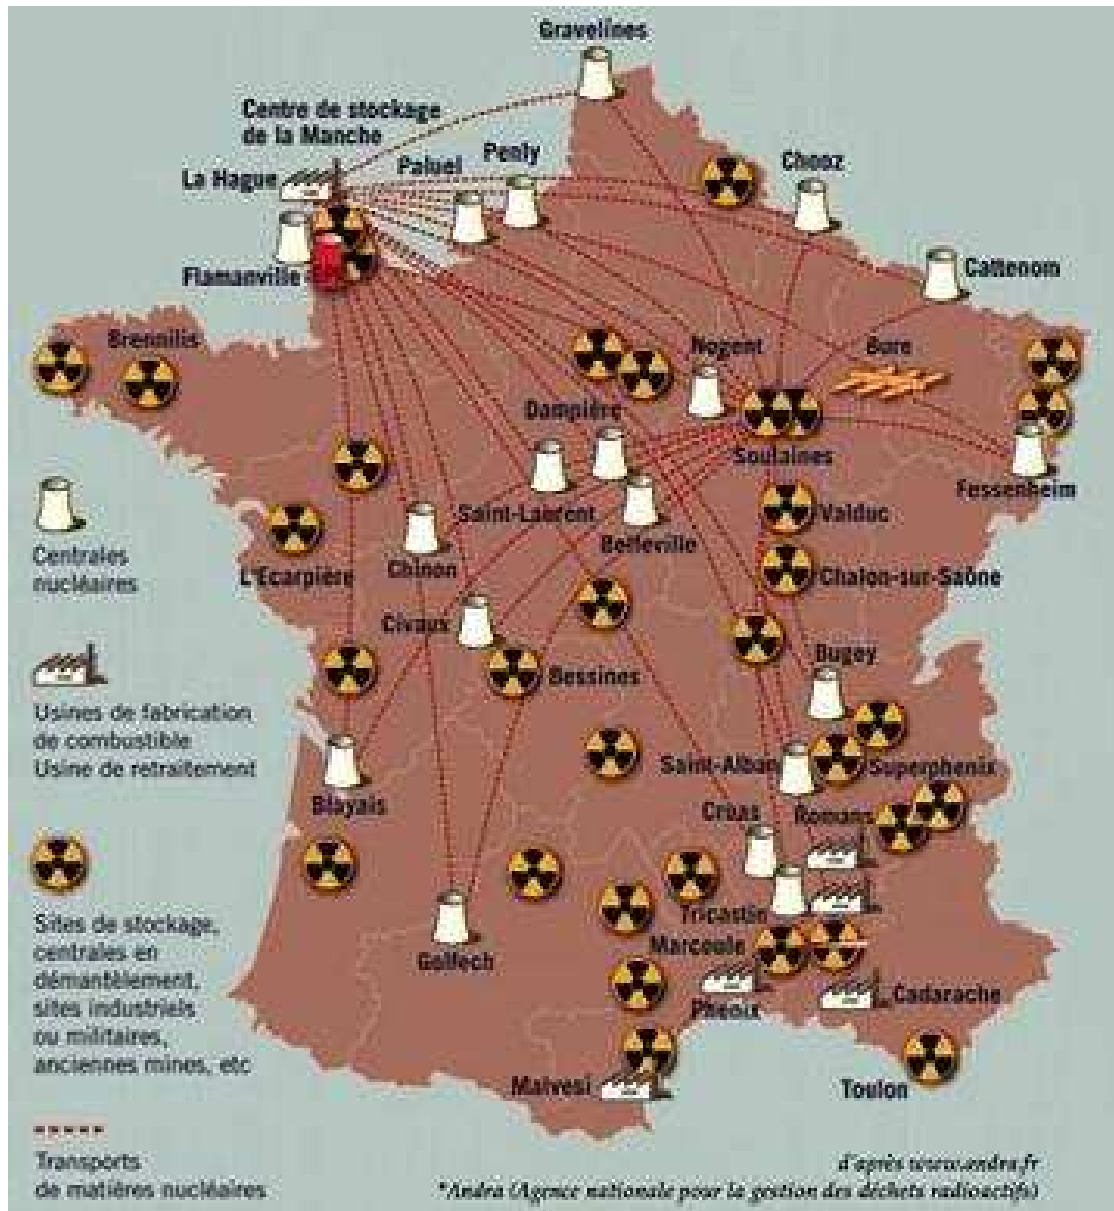 Gravelines
Centre de stockage
de la Manche
Penly
Paluel
Chooz
La Hague
Cattenom
Flamanville
Brennilis
Nogent
Bure
Dampière
Soulaines
Fessenheim
Saint-Laurent
Valduc
Belleville
Centrales
nucléaires
L'Ecarpière
Chinon
Chalon-sur-Saône
Civaux
Bugey
Bessines
Usines de fabrication
de combustible
Usine de retraitement
Saint-Alban
Superphenix
Blayais
Cruas
Romans
Tricastin
Sites de stockage,
centrales en
démantèlement,
sites industriels
ou militaires,
anciennes mines, etc
Marcoule
Golfech
Phenix
Cadarache
Malvesi
Toulon
Transports
de matières nucléaires
d'après www.andra.fr
*Andra (Agence nationale pour la gestion des déchets radioactifs)